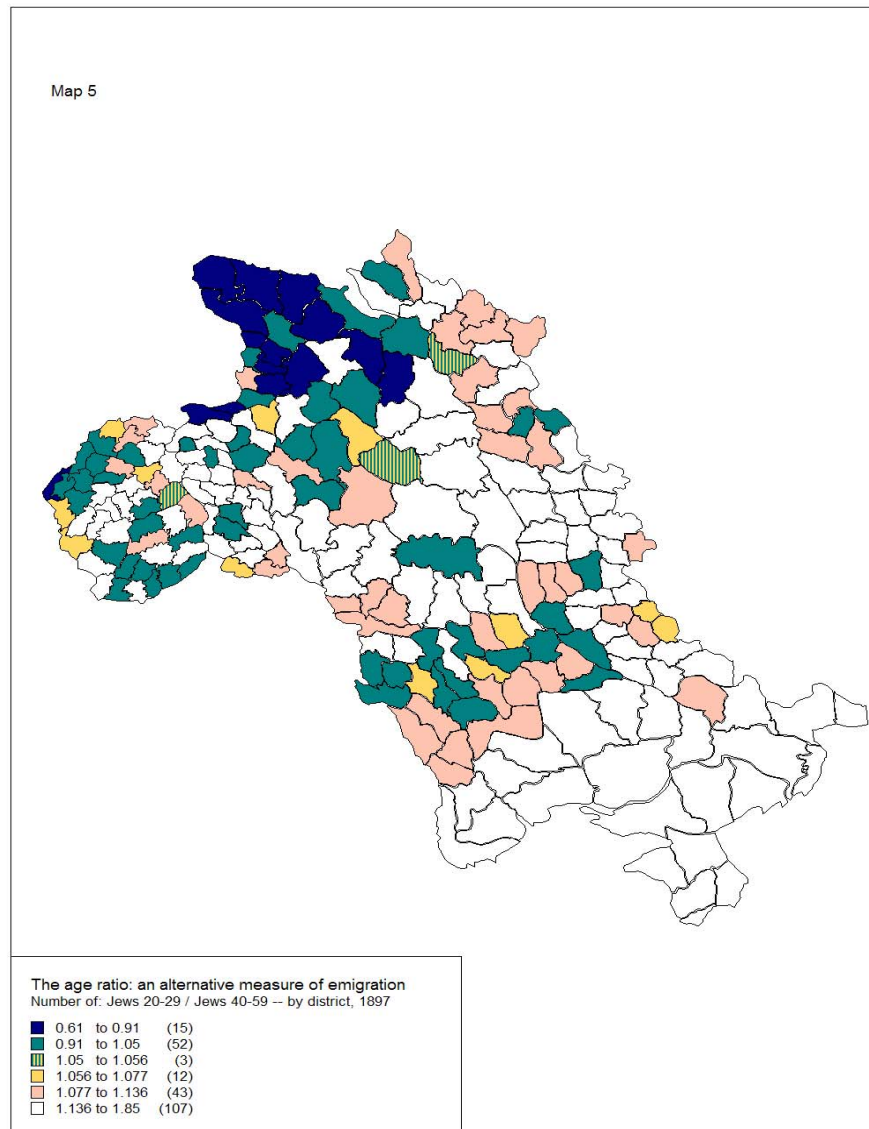 Map 5
The age ratio: an alternative measure of emigration
Number of: Jews 20-29 / Jews 40-59 -- by district, 1897
0.61 to 0.91 (15)
0.91 to 1.05 (52)
1.05 to 1.056 (3)
1.056 to 1.077 (12)
1.077 to 1.136 (43)
1.136 to 1.85 (107)